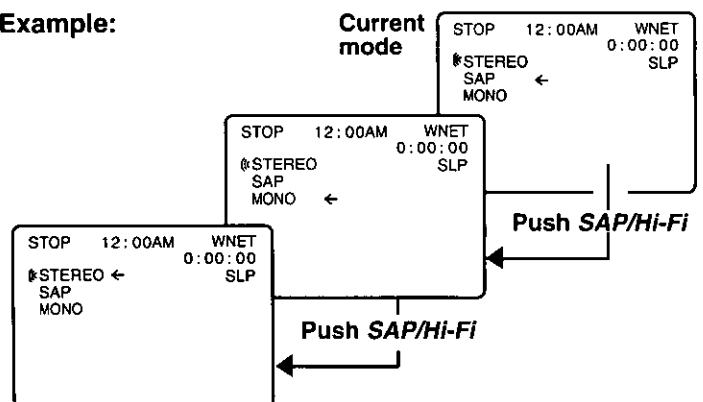 Example:
Current
mode
STOP 12:00AM WNET
0:00:00
STEREO SLP
SAP ←
MONO
STOP 12:00AM WNET
0:00:00
STEREO SLP
SAP
MONO ←
Push SAP/Hi-Fi
STOP 12:00AM WNET
0:00:00
STEREO ← SLP
SAP
MONO
Push SAP/Hi-Fi